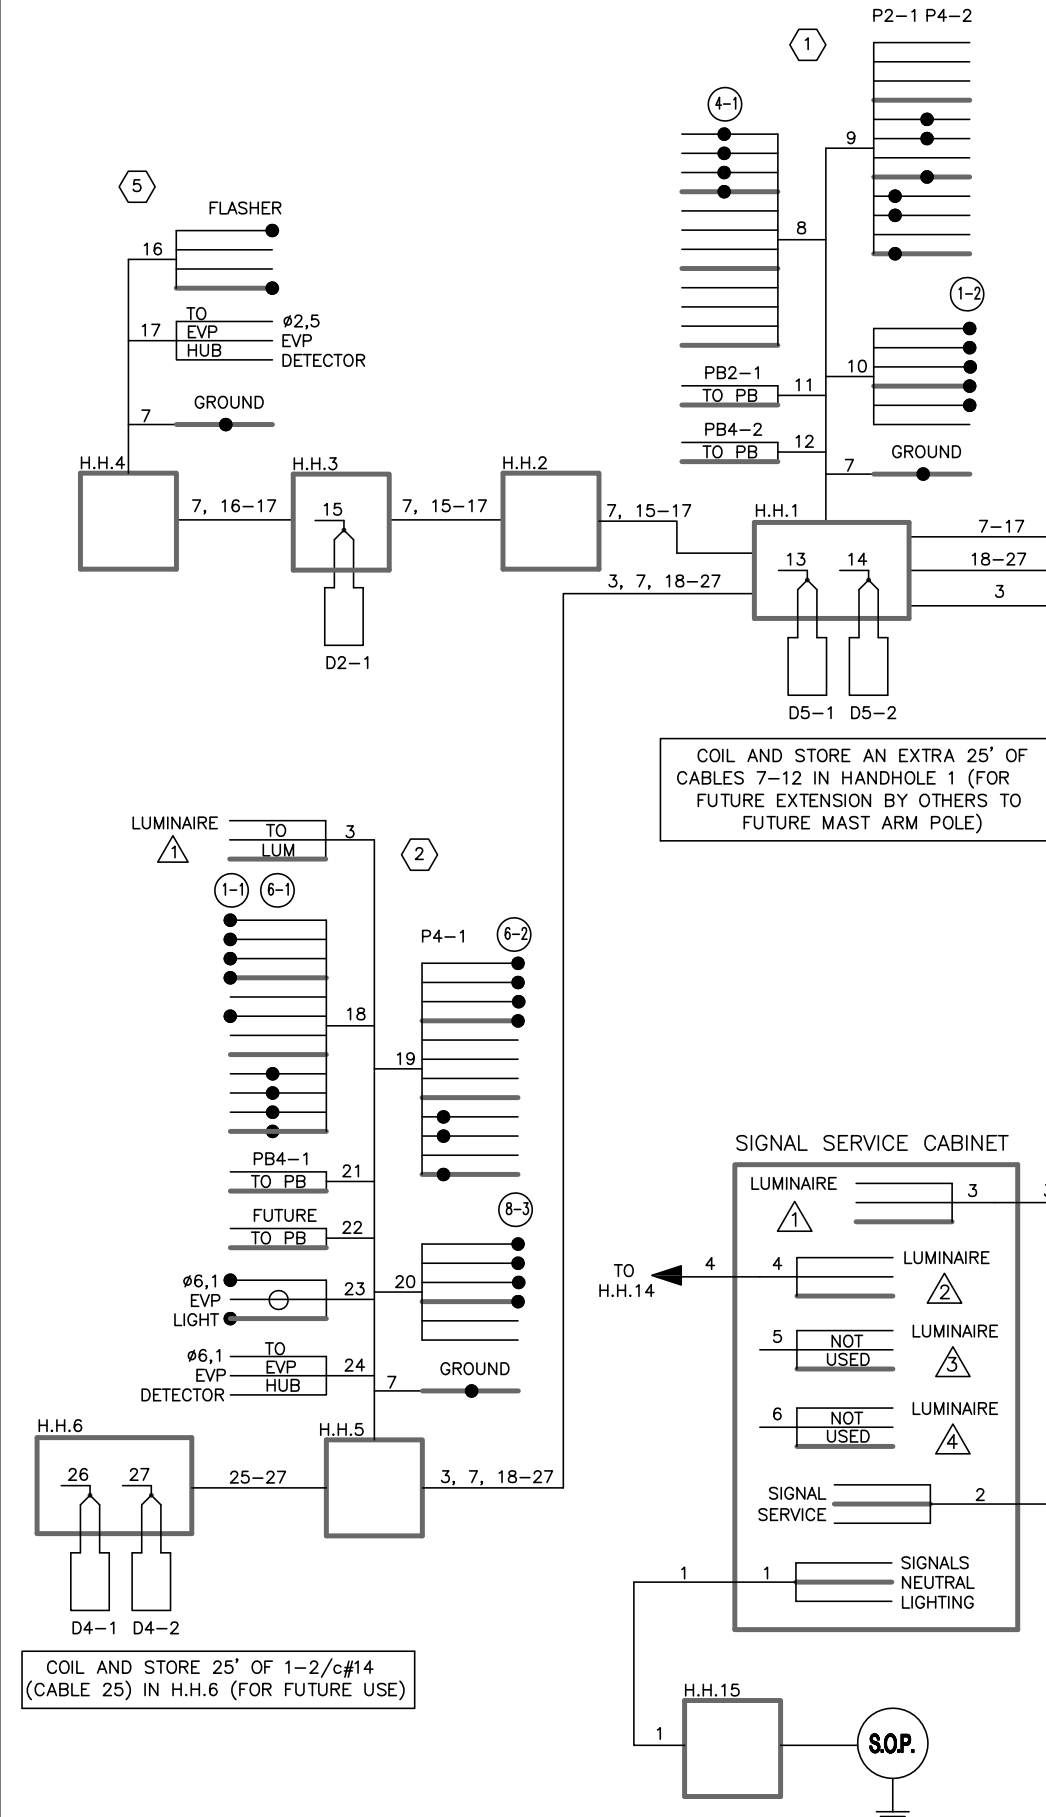 P2-1 P4-2
1
4-1
9
5
FLASHER
16
8
1-2
TO
17
EVP
HUB
ø2,5
EVP
DETECTOR
10
PB2-1
TO PB
11
GROUND
7
PB4-2
TO PB
12
GROUND
7
H.H.4
H.H.3
H.H.2
7, 16-17
15
7, 15-17
7, 15-17
H.H.1
7-17
13
14
18-27
3, 7, 18-27
3
D2-1
D5-1
D5-2
COIL AND STORE AN EXTRA 25' OF
CABLES 7-12 IN HANDHOLE 1 (FOR
FUTURE EXTENSION BY OTHERS TO
FUTURE MAST ARM POLE)
LUMINAIRE
1
TO
LUM
3
2
1-1
6-1
P4-1
6-2
18
19
PB4-1
TO PB
21
FUTURE
TO PB
22
8-3
ø6,1
EVP
LIGHT
23
20
ø6,1
EVP
DETECTOR
TO
EVP
HUB
24
7
GROUND
H.H.6
H.H.5
26
27
25-27
3, 7, 18-27
D4-1
D4-2
COIL AND STORE 25' OF 1-2/c#14
(CABLE 25) IN H.H.6 (FOR FUTURE USE)
SIGNAL SERVICE CABINET
LUMINAIRE
1
3
3
TO
H.H.14
4
4
LUMINAIRE
2
5
NOT
USED
LUMINAIRE
3
6
NOT
USED
LUMINAIRE
4
SIGNAL
SERVICE
2
1
1
SIGNALS
NEUTRAL
LIGHTING
H.H.15
1
S.O.P.